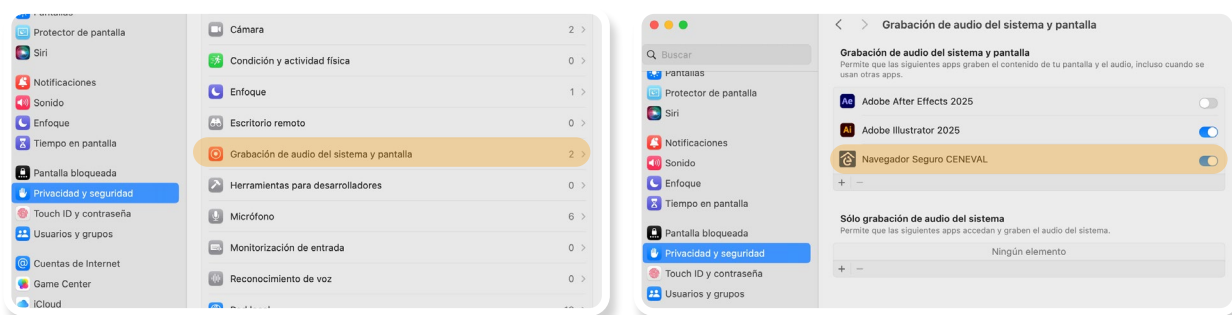 Protector de pantalla
Siri
Notificaciones
Sonido
Enfoque
Tiempo en pantalla
Pantalla bloqueada
Privacidad y seguridad
Touch ID y contraseña
Usuarios y grupos
Cuentas de Internet
Game Center
iCloud
Cámara 2
Condición y actividad física 0
Enfoque 1
Escritorio remoto 0
Grabación de audio del sistema y pantalla 2
Herramientas para desarrolladores 0
Micrófono 6
Monitorización de entrada 0
Reconocimiento de voz 0
Buscar
Pantallas
Protector de pantalla
Siri
Notificaciones
Sonido
Enfoque
Tiempo en pantalla
Pantalla bloqueada
Privacidad y seguridad
Touch ID y contraseña
Usuarios y grupos
Grabación de audio del sistema y pantalla
Grabación de audio del sistema y pantalla
Permite que las siguientes apps graben el contenido de tu pantalla y el audio, incluso cuando se
usan otras apps.
Ae Adobe After Effects 2025
Ai Adobe Illustrator 2025
Navegador Seguro CENEVAL
Sólo grabación de audio del sistema
Permite que las siguientes apps accedan y graben el audio del sistema.
Ningún elemento